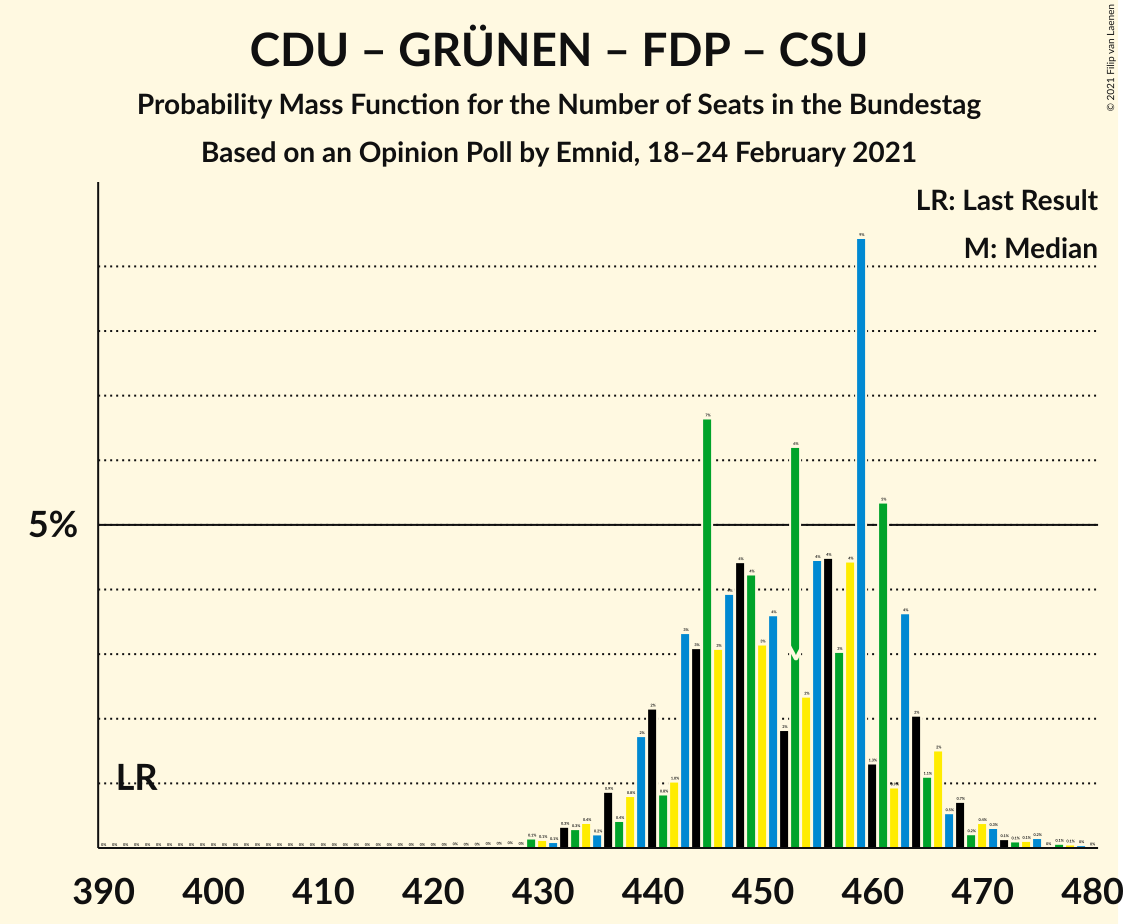 CDU – GRÜNEN – FDP – CSU
Probability Mass Function for the Number of Seats in the Bundestag
Based on an Opinion Poll by Emnid, 18–24 February 2021
© 2021 Filip van Laenen
LR: Last Result
M: Median
5%
LR
390 400 410 420 430 440 450 460 470 480